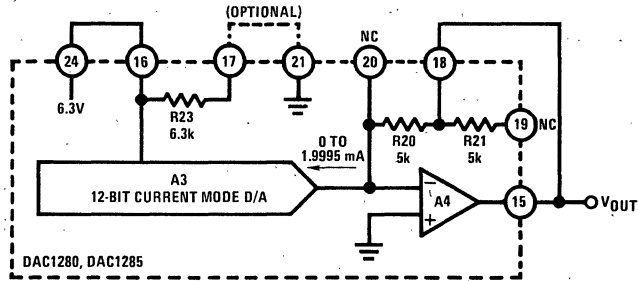 (OPTIONAL)
NC
24
16
17
21
20
18
6.3V
R23
6.3k
19
NC
R20
5k
R21
5k
0 TO
1.9995 mA
A3
12-BIT CURRENT MODE D/A
−
+
A4
15
VOUT
DAC1280, DAC1285